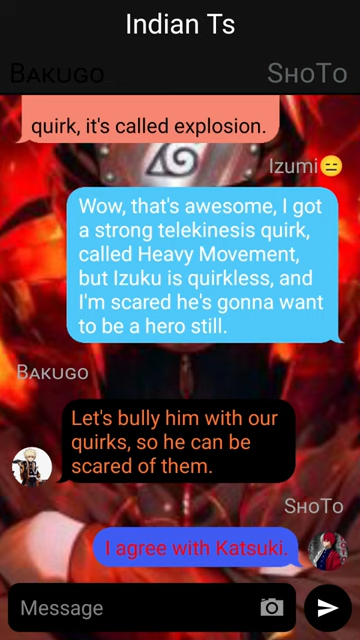 Indian Ts
BAKUGO
SHOTO
quirk, it's called explosion.
Izumi😑
Wow, that's awesome, I got
a strong telekinesis quirk,
called Heavy Movement,
but Izuku is quirkless, and
I'm scared he's gonna want
to be a hero still.
BAKUGO
Let's bully him with our
quirks, so he can be
scared of them.
SHOTO
I agree with Katsuki.
Message